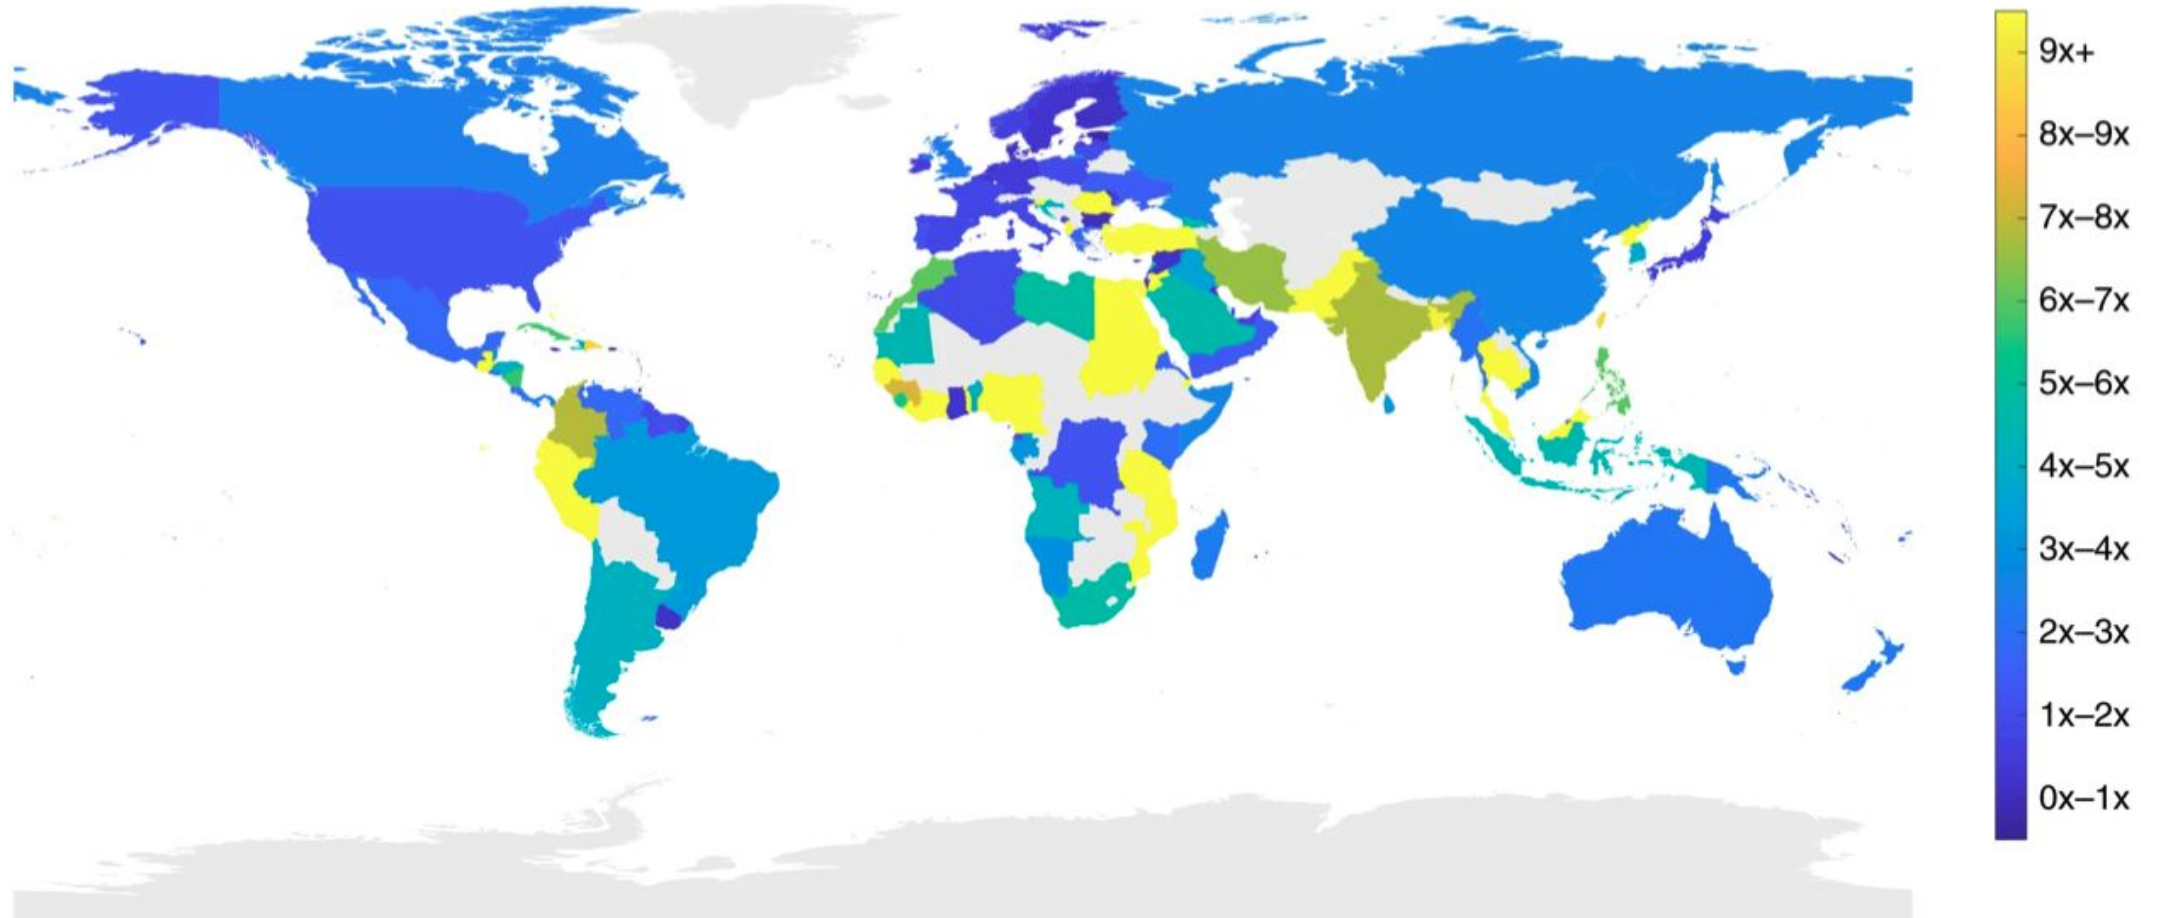 9x+
8x–9x
7x–8x
6x–7x
5x–6x
4x–5x
3x–4x
2x–3x
1x–2x
0x–1x